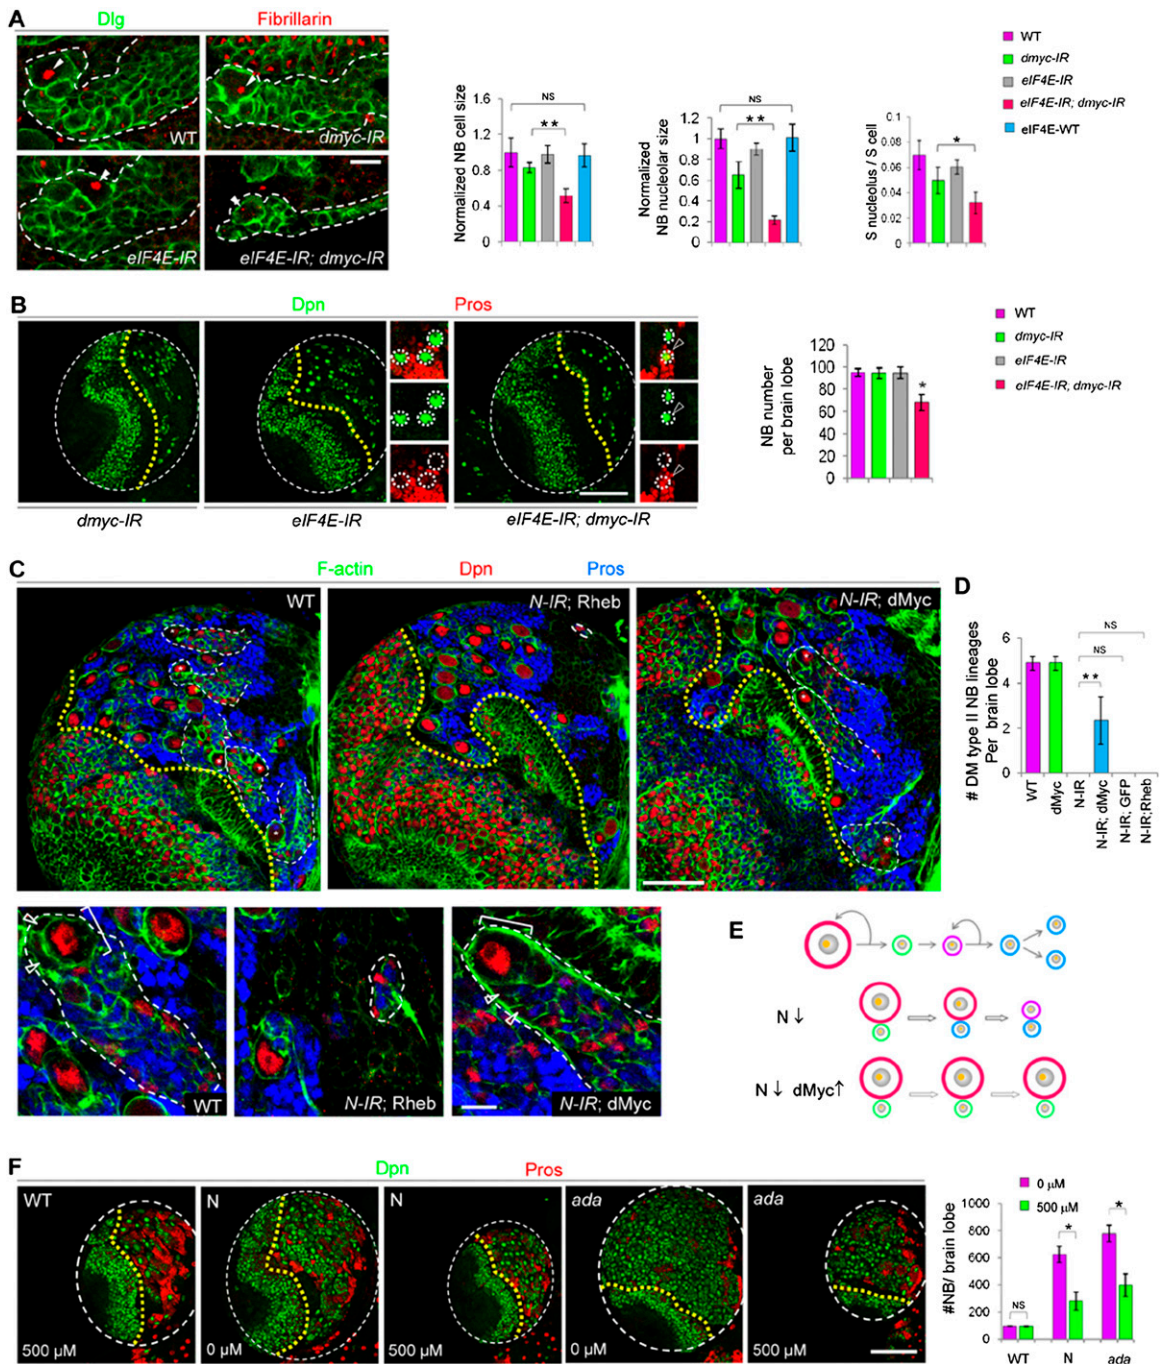 A
Dlg
Fibrillarin
WT
dmyc-IR
eIF4E-IR
eIF4E-IR; dmyc-IR
Normalized NB cell size
1.6
1.2
0.8
0.4
0
NS
**
Normalized
NB nucleolar size
1.2
1
0.8
0.6
0.4
0.2
0
NS
**
S nucleolus / S cell
0.1
0.08
0.06
0.04
0.02
0
*
WT
dmyc-IR
eIF4E-IR
eIF4E-IR; dmyc-IR
eIF4E-WT
B
Dpn
Pros
dmyc-IR
eIF4E-IR
eIF4E-IR; dmyc-IR
NB number
per brain lobe
120
100
80
60
40
20
0
*
WT
dmyc-IR
eIF4E-IR
eIF4E-IR; dmyc-IR
C
F-actin
Dpn
Pros
WT
N-IR; Rheb
N-IR; dMyc
WT
N-IR; Rheb
N-IR; dMyc
D
# DM type II NB lineages
Per brain lobe
6
4
2
0
NS
NS
**
WT
dMyc
N-IR
N-IR; dMyc
N-IR, GFP
N-IR;Rheb
E
N ↓
N ↓ dMyc↑
F
Dpn
Pros
WT
500 μM
N
0 μM
N
500 μM
ada
0 μM
ada
500 μM
#NB/ brain lobe
1000
800
600
400
200
0
0 μM
500 μM
NS
*
*
WT
N
ada